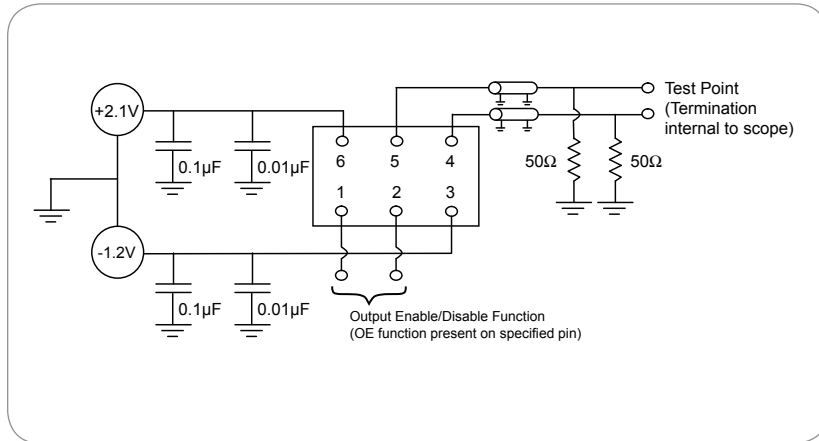 +2.1V
0.1µF
0.01µF
6
5
4
1
2
3
Test Point
(Termination
internal to scope)
50Ω
50Ω
-1.2V
0.1µF
0.01µF
Output Enable/Disable Function
(OE function present on specified pin)